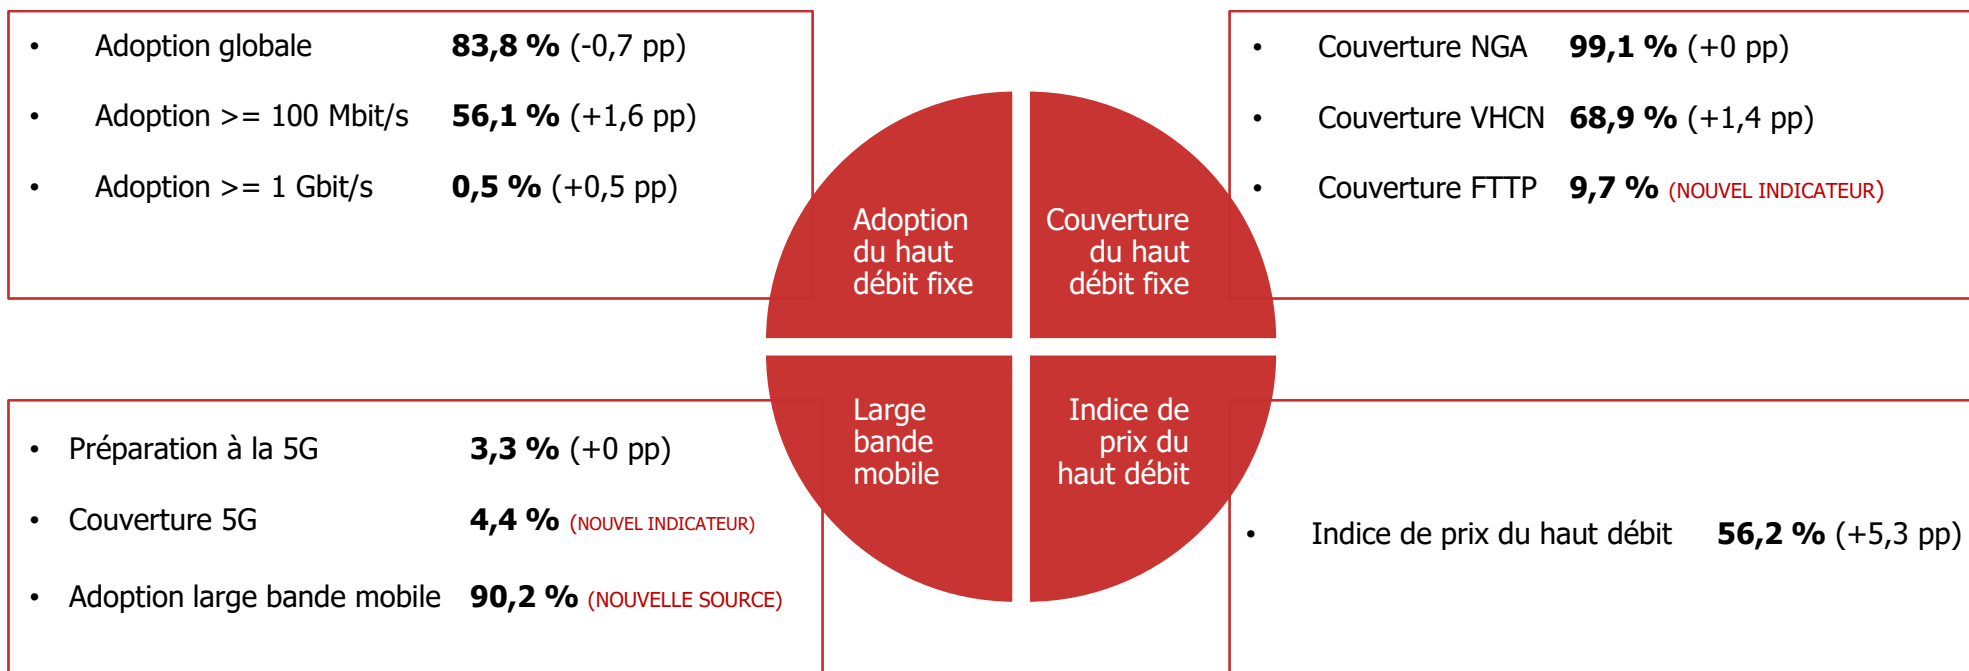 • Adoption globale 83,8 % (-0,7 pp)
• Adoption >= 100 Mbit/s 56,1 % (+1,6 pp)
• Adoption >= 1 Gbit/s 0,5 % (+0,5 pp)
• Couverture NGA 99,1 % (+0 pp)
• Couverture VHCN 68,9 % (+1,4 pp)
• Couverture FTTP 9,7 % (NOUVEL INDICATEUR)
Adoption
du haut
débit fixe
Couverture
du haut
débit fixe
Large
bande
mobile
Indice de
prix du
haut débit
• Préparation à la 5G 3,3 % (+0 pp)
• Couverture 5G 4,4 % (NOUVEL INDICATEUR)
• Adoption large bande mobile 90,2 % (NOUVELLE SOURCE)
• Indice de prix du haut débit 56,2 % (+5,3 pp)